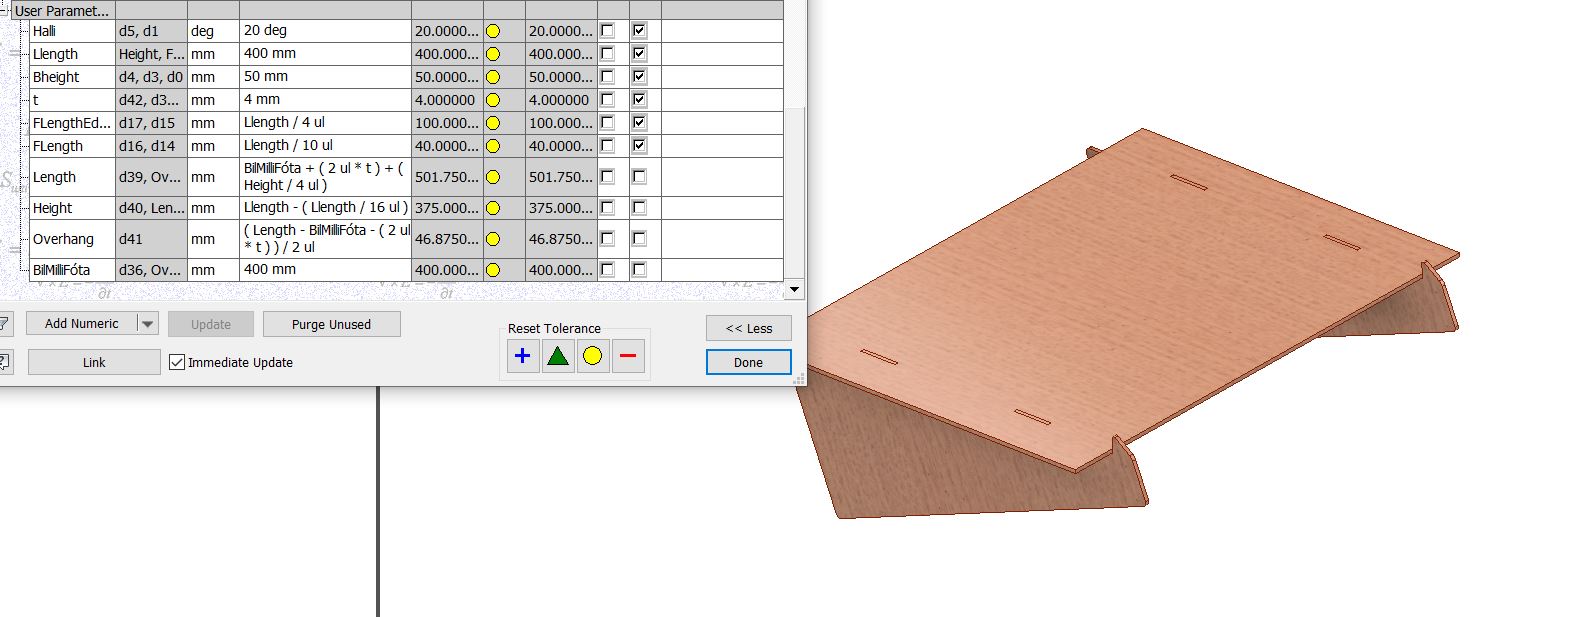 User Paramet...
Halli d5, d1 deg 20 deg 20.0000... 20.0000...
Llength Height, F... mm 400 mm 400.000... 400.000...
Bheight d4, d3, d0 mm 50 mm 50.0000... 50.0000...
t d42, d3... mm 4 mm 4.000000 4.000000
FLengthEd... d17, d15 mm Llength / 4 ul 100.000... 100.000...
FLength d16, d14 mm Llength / 10 ul 40.0000... 40.0000...
Length d39, Ov... mm BilMilliFóta + ( 2 ul * t ) + (
Height / 4 ul ) 501.750... 501.750...
Height d40, Len... mm Llength - ( Llength / 16 ul ) 375.000... 375.000...
Overhang d41 mm ( Length - BilMilliFóta - ( 2 ul
* t ) ) / 2 ul 46.8750... 46.8750...
BilMilliFóta d36, Ov... mm 400 mm 400.000... 400.000...
Add Numeric Update Purge Unused
Reset Tolerance
<< Less
Link Immediate Update
Done